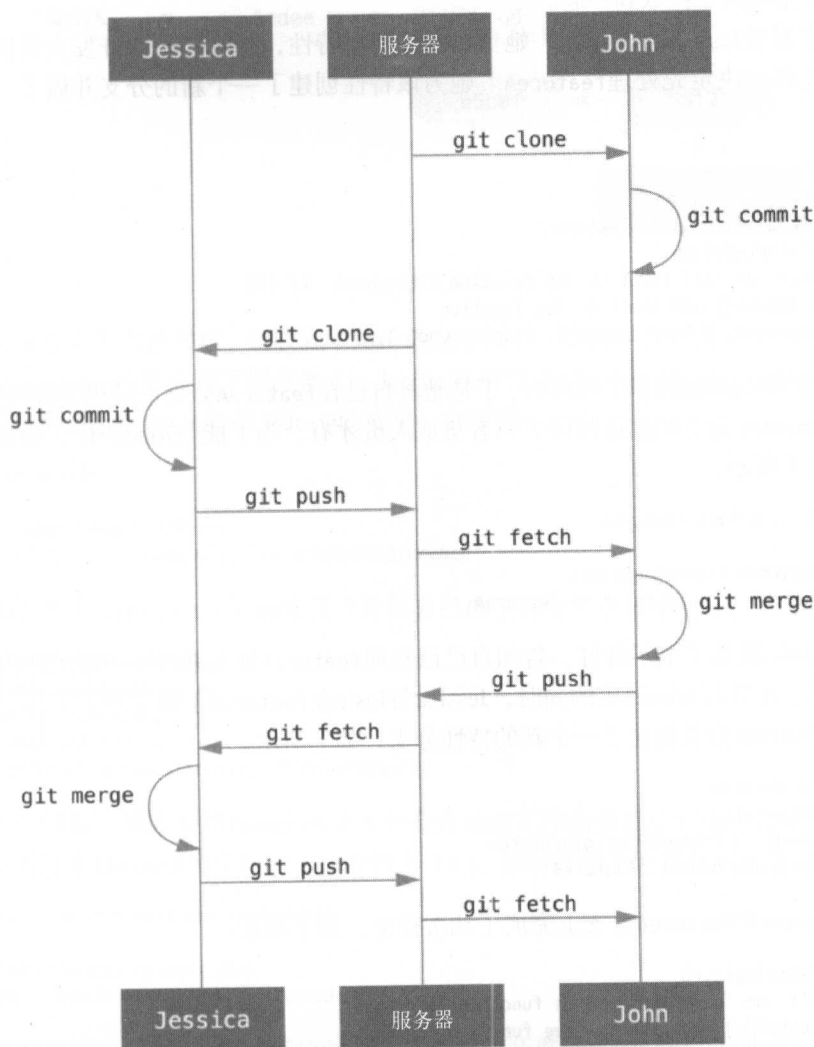 Jessica
服务器
John
git clone
git commit
git clone
git commit
git push
git fetch
git merge
git push
git fetch
git merge
git push
git fetch
Jessica
服务器
John